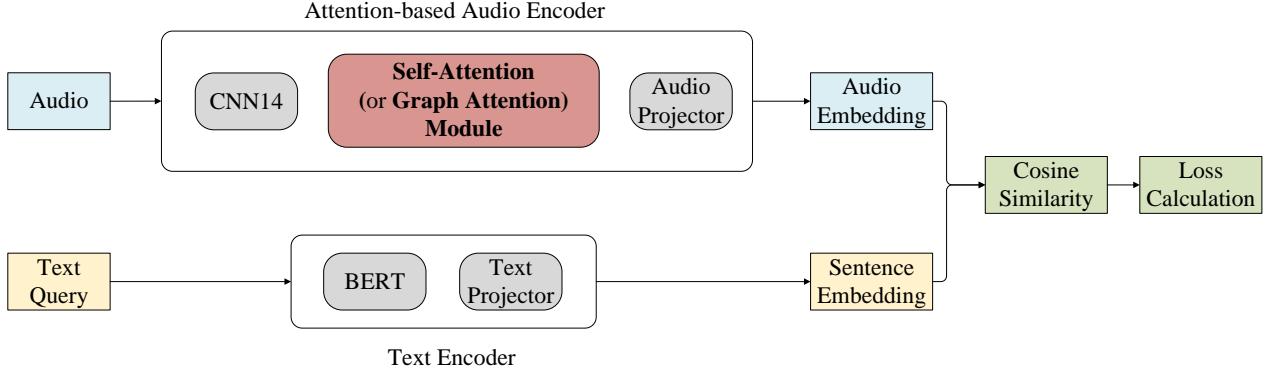 Attention-based Audio Encoder
Audio
CNN14
Self-Attention
(or Graph Attention)
Module
Audio
Projector
Audio
Embedding
Cosine
Similarity
Loss
Calculation
Text
Query
BERT
Text
Projector
Sentence
Embedding
Text Encoder